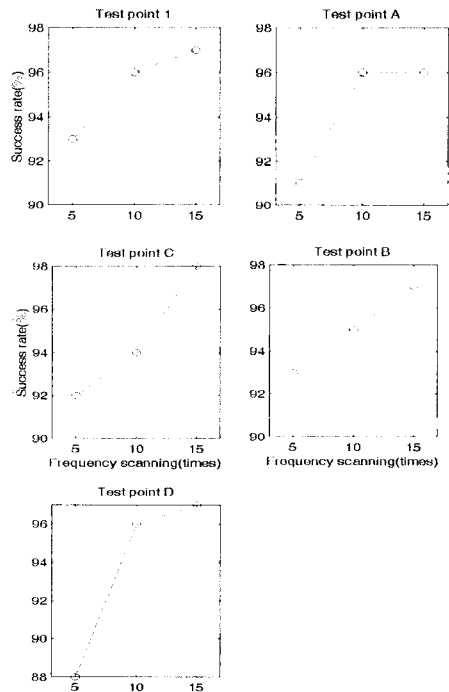 Test point 1
98
96
94
92
90
Success rate(%)
5 10 15
Test point A
98
96
94
92
90
5 10 15
Test point C
98
96
94
92
90
Success rate(%)
5 10 15
Frequency scanning(times)
Test point B
98
96
94
92
90
5 10 15
Frequency scanning(times)
Test point D
96
94
92
90
88
5 10 15